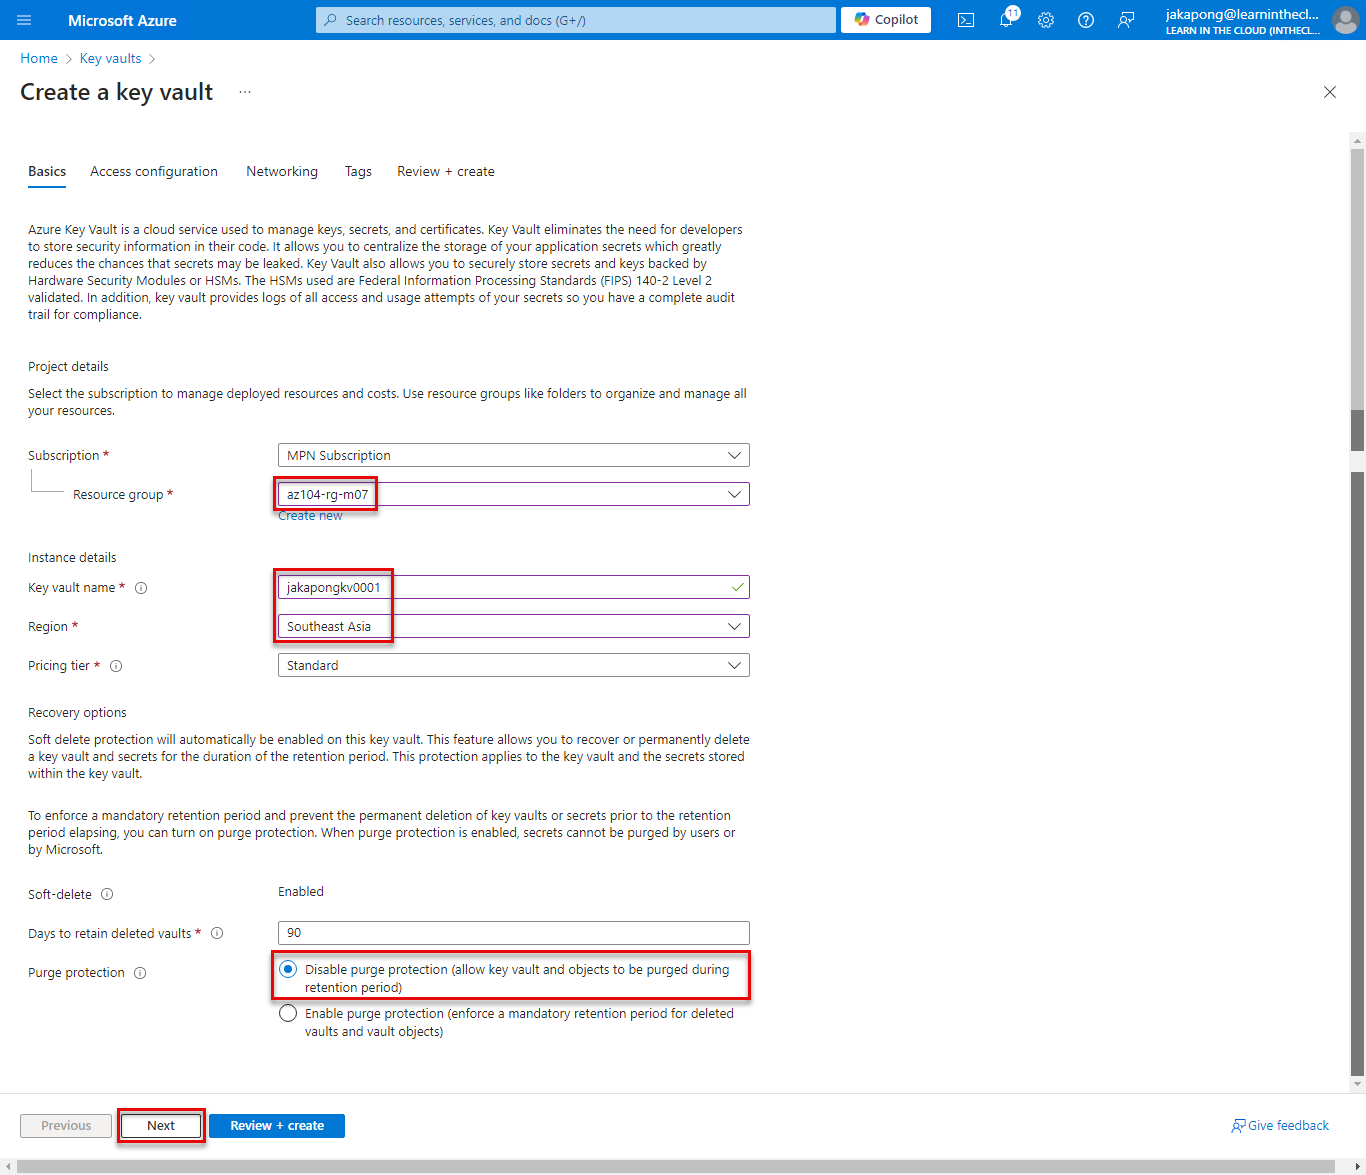 Microsoft Azure
Search resources, services, and docs (G+/)
Copilot
11
jakapong@learninthecl...
LEARN IN THE CLOUD (INTHECL...
Home > Key vaults >
Create a key vault ...
Basics Access configuration Networking Tags Review + create
Azure Key Vault is a cloud service used to manage keys, secrets, and certificates. Key Vault eliminates the need for developers
to store security information in their code. It allows you to centralize the storage of your application secrets which greatly
reduces the chances that secrets may be leaked. Key Vault also allows you to securely store secrets and keys backed by
Hardware Security Modules or HSMs. The HSMs used are Federal Information Processing Standards (FIPS) 140-2 Level 2
validated. In addition, key vault provides logs of all access and usage attempts of your secrets so you have a complete audit
trail for compliance.
Project details
Select the subscription to manage deployed resources and costs. Use resource groups like folders to organize and manage all
your resources.
Subscription * MPN Subscription
Resource group * az104-rg-m07
Create new
Instance details
Key vault name * jakapongkv0001
Region * Southeast Asia
Pricing tier * Standard
Recovery options
Soft delete protection will automatically be enabled on this key vault. This feature allows you to recover or permanently delete
a key vault and secrets for the duration of the retention period. This protection applies to the key vault and the secrets stored
within the key vault.
To enforce a mandatory retention period and prevent the permanent deletion of key vaults or secrets prior to the retention
period elapsing, you can turn on purge protection. When purge protection is enabled, secrets cannot be purged by users or
by Microsoft.
Soft-delete Enabled
Days to retain deleted vaults * 90
Purge protection Disable purge protection (allow key vault and objects to be purged during
retention period)
Enable purge protection (enforce a mandatory retention period for deleted
vaults and vault objects)
Previous Next Review + create Give feedback